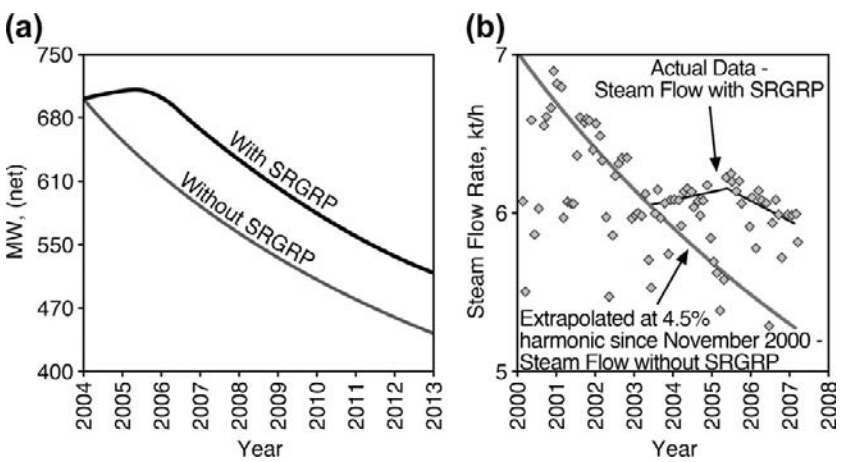 (a)
750
680
610
550
470
400
MW, (net)
With SRGRP
Without SRGRP
2004
2005
2006
2007
2008
2009
2010
2011
2012
2013
Year
(b)
7
6
5
Steam Flow Rate, kt/h
Actual Data -
Steam Flow with SRGRP
Extrapolated at 4.5%
harmonic since November 2000 -
Steam Flow without SRGRP
2000
2001
2002
2003
2004
2005
2006
2007
2008
Year